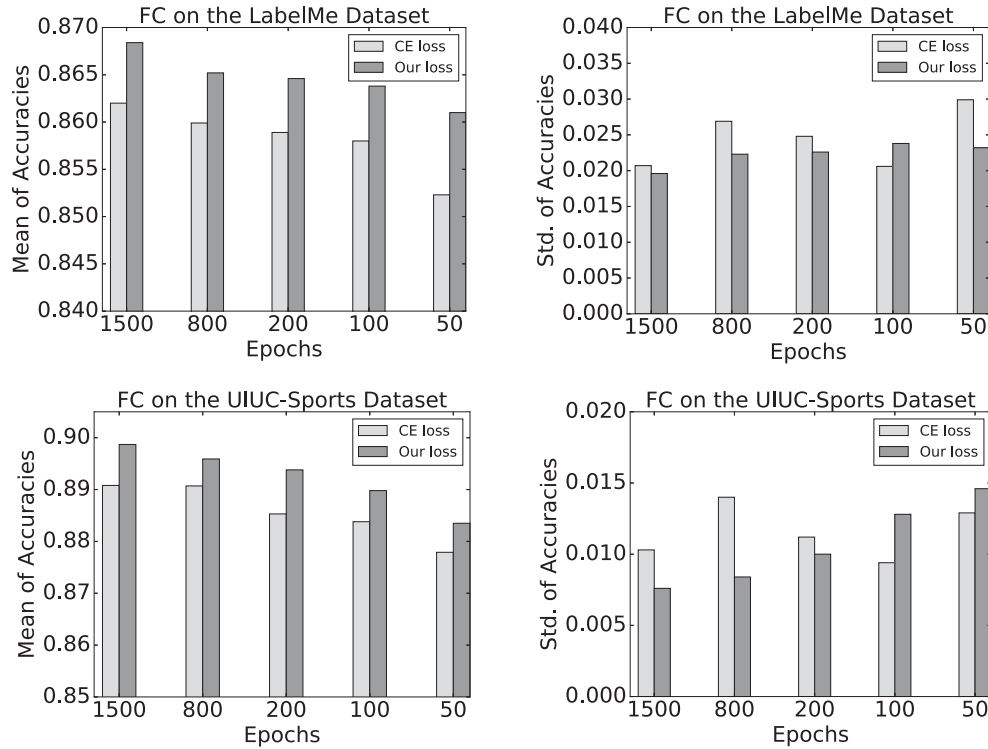 FC on the LabelMe Dataset
0.870
0.865
0.860
0.855
0.850
0.845
0.840
Mean of Accuracies
CE loss
Our loss
1500 800 200 100 50
Epochs
FC on the LabelMe Dataset
0.040
0.035
0.030
0.025
0.020
0.015
0.010
0.005
0.000
Std. of Accuracies
CE loss
Our loss
1500 800 200 100 50
Epochs
FC on the UIUC-Sports Dataset
0.90
0.89
0.88
0.87
0.86
0.85
Mean of Accuracies
CE loss
Our loss
1500 800 200 100 50
Epochs
FC on the UIUC-Sports Dataset
0.020
0.015
0.010
0.005
0.000
Std. of Accuracies
CE loss
Our loss
1500 800 200 100 50
Epochs